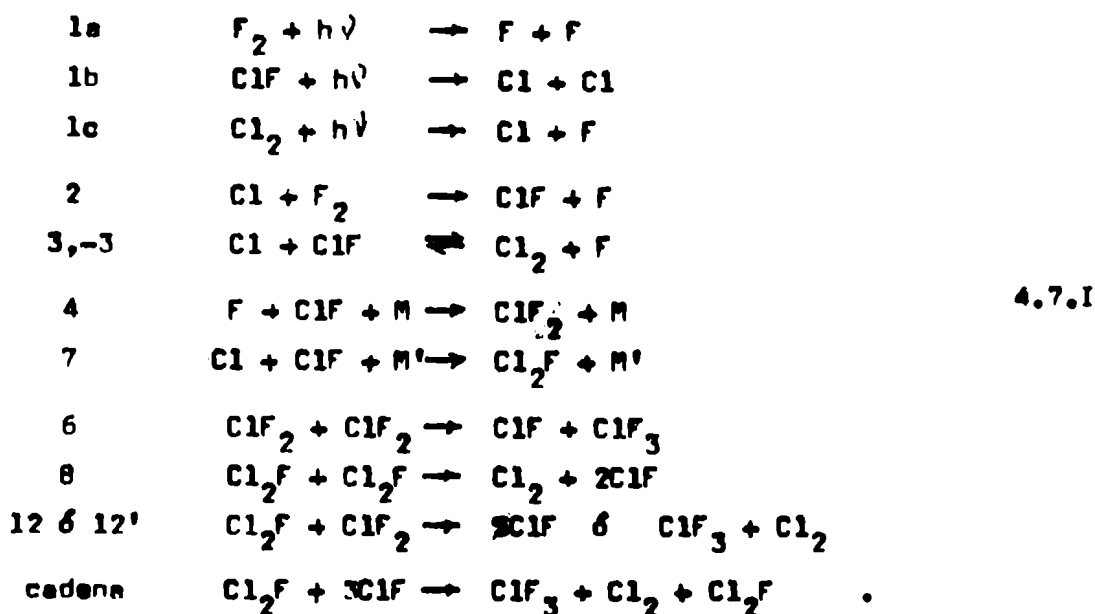 1a F₂ + hν → F + F
1b ClF + hν → Cl + Cl
1c Cl₂ + hν → Cl + F
2 Cl + F₂ → ClF + F
3,-3 Cl + ClF ⇌ Cl₂ + F
4.7.I
4 F + ClF + M → ClF₂ + M
7 Cl + ClF + M' → Cl₂F + M'
6 ClF₂ + ClF₂ → ClF + ClF₃
8 Cl₂F + Cl₂F → Cl₂ + 2ClF
12 ó 12' Cl₂F + ClF₂ → 3ClF ó ClF₃ + Cl₂
cadena Cl₂F + 3ClF → ClF₃ + Cl₂ + Cl₂F .